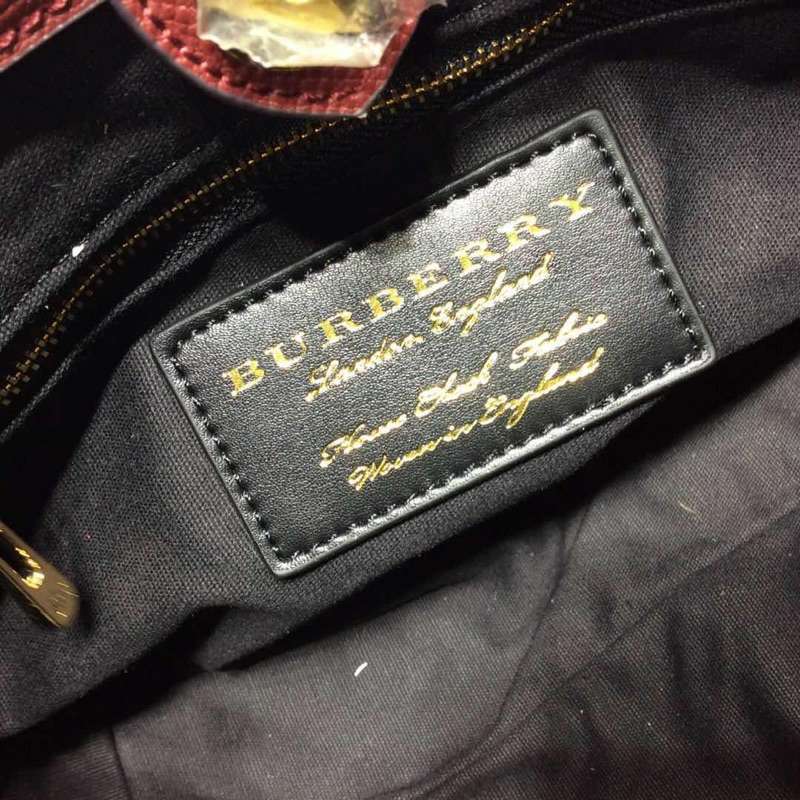 BURBERRY
London, England
House Check Fabric
Woven in England